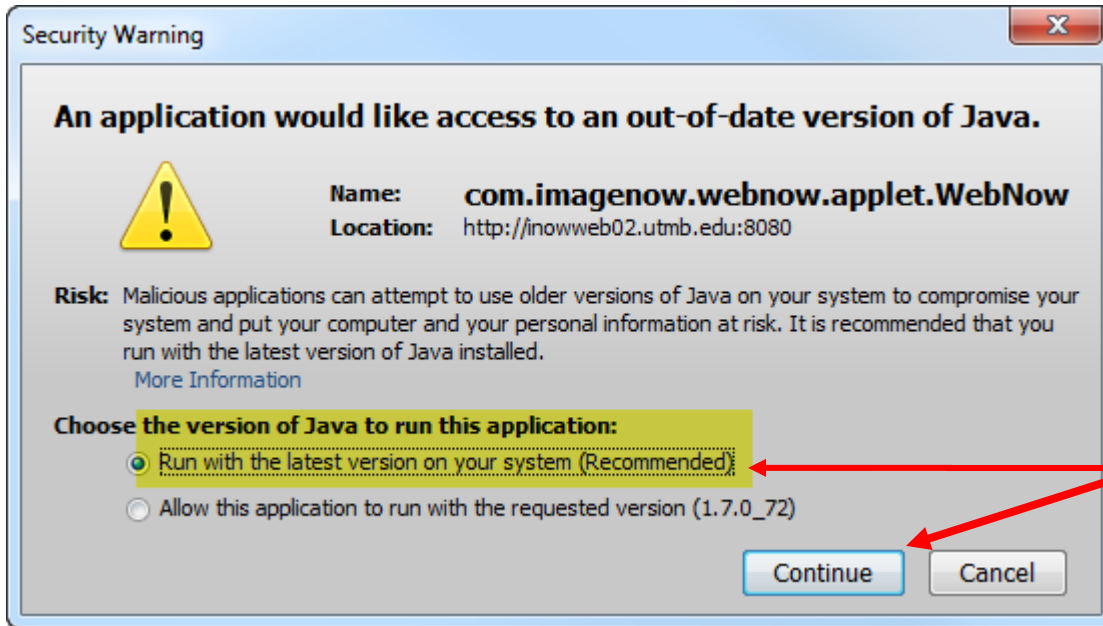 Security Warning
An application would like access to an out-of-date version of Java.
Name: com.imagenow.webnow.applet.WebNow
Location: http://inowweb02.utmb.edu:8080
Risk: Malicious applications can attempt to use older versions of Java on your system to compromise your
system and put your computer and your personal information at risk. It is recommended that you
run with the latest version of Java installed.
More Information
Choose the version of Java to run this application:
Run with the latest version on your system (Recommended)
Allow this application to run with the requested version (1.7.0_72)
Continue Cancel